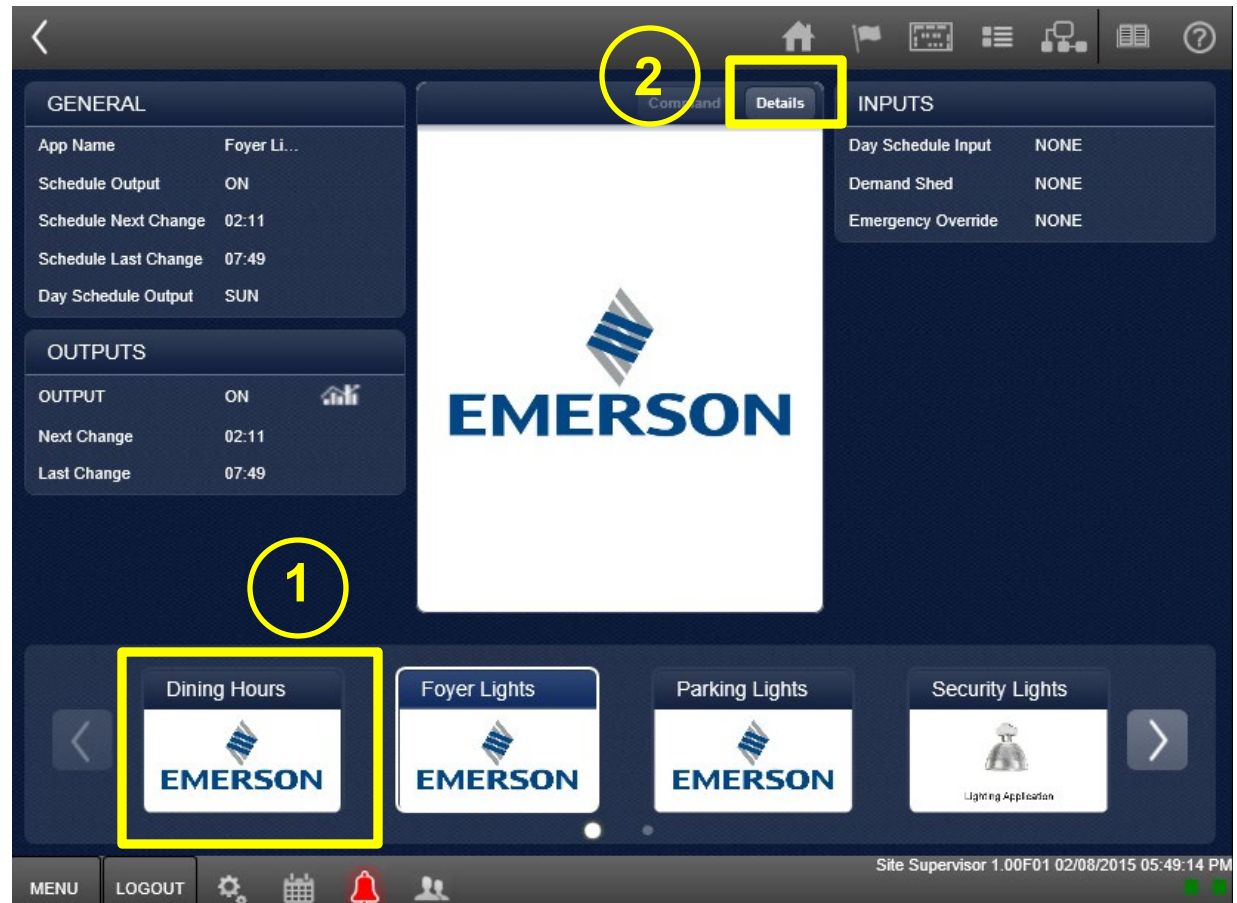 2
GENERAL
App Name Foyer Li...
Schedule Output ON
Schedule Next Change 02:11
Schedule Last Change 07:49
Day Schedule Output SUN
OUTPUTS
OUTPUT ON
Next Change 02:11
Last Change 07:49
Command Details
EMERSON
INPUTS
Day Schedule Input NONE
Demand Shed NONE
Emergency Override NONE
1
Dining Hours
EMERSON
Foyer Lights
EMERSON
Parking Lights
EMERSON
Security Lights
Lighting Application
MENU LOGOUT
Site Supervisor 1.00F01 02/08/2015 05:49:14 PM